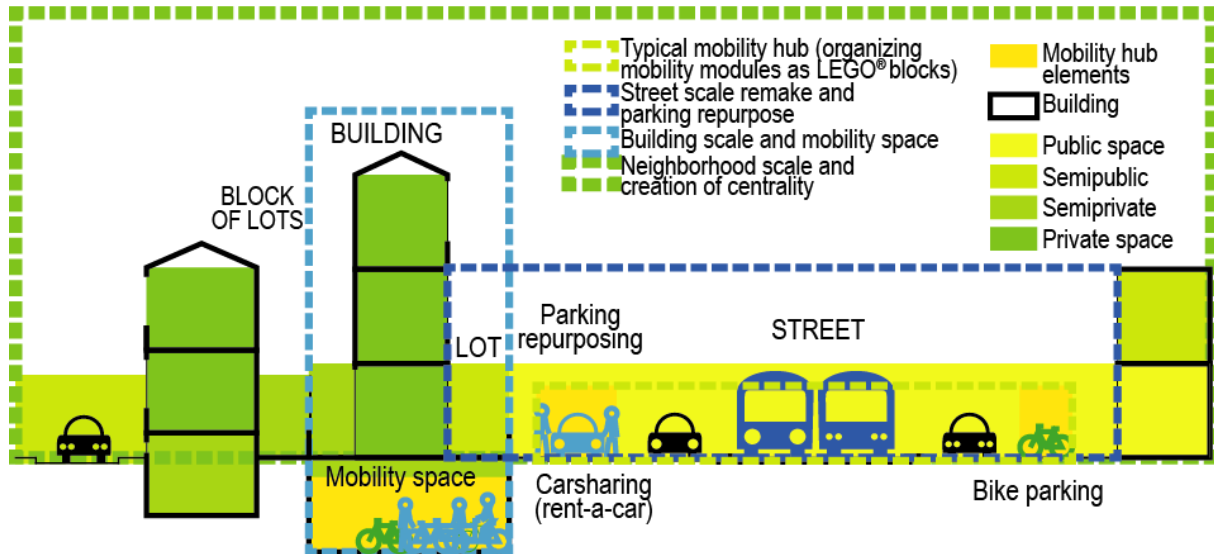 Typical mobility hub (organizing
mobility modules as LEGO® blocks)
Street scale remake and
parking repurpose
Building scale and mobility space
Neighborhood scale and
creation of centrality
Mobility hub
elements
Building
Public space
Semipublic
Semiprivate
Private space
BUILDING
BLOCK
OF LOTS
LOT
Parking
repurposing
STREET
Mobility space
Carsharing
(rent-a-car)
Bike parking